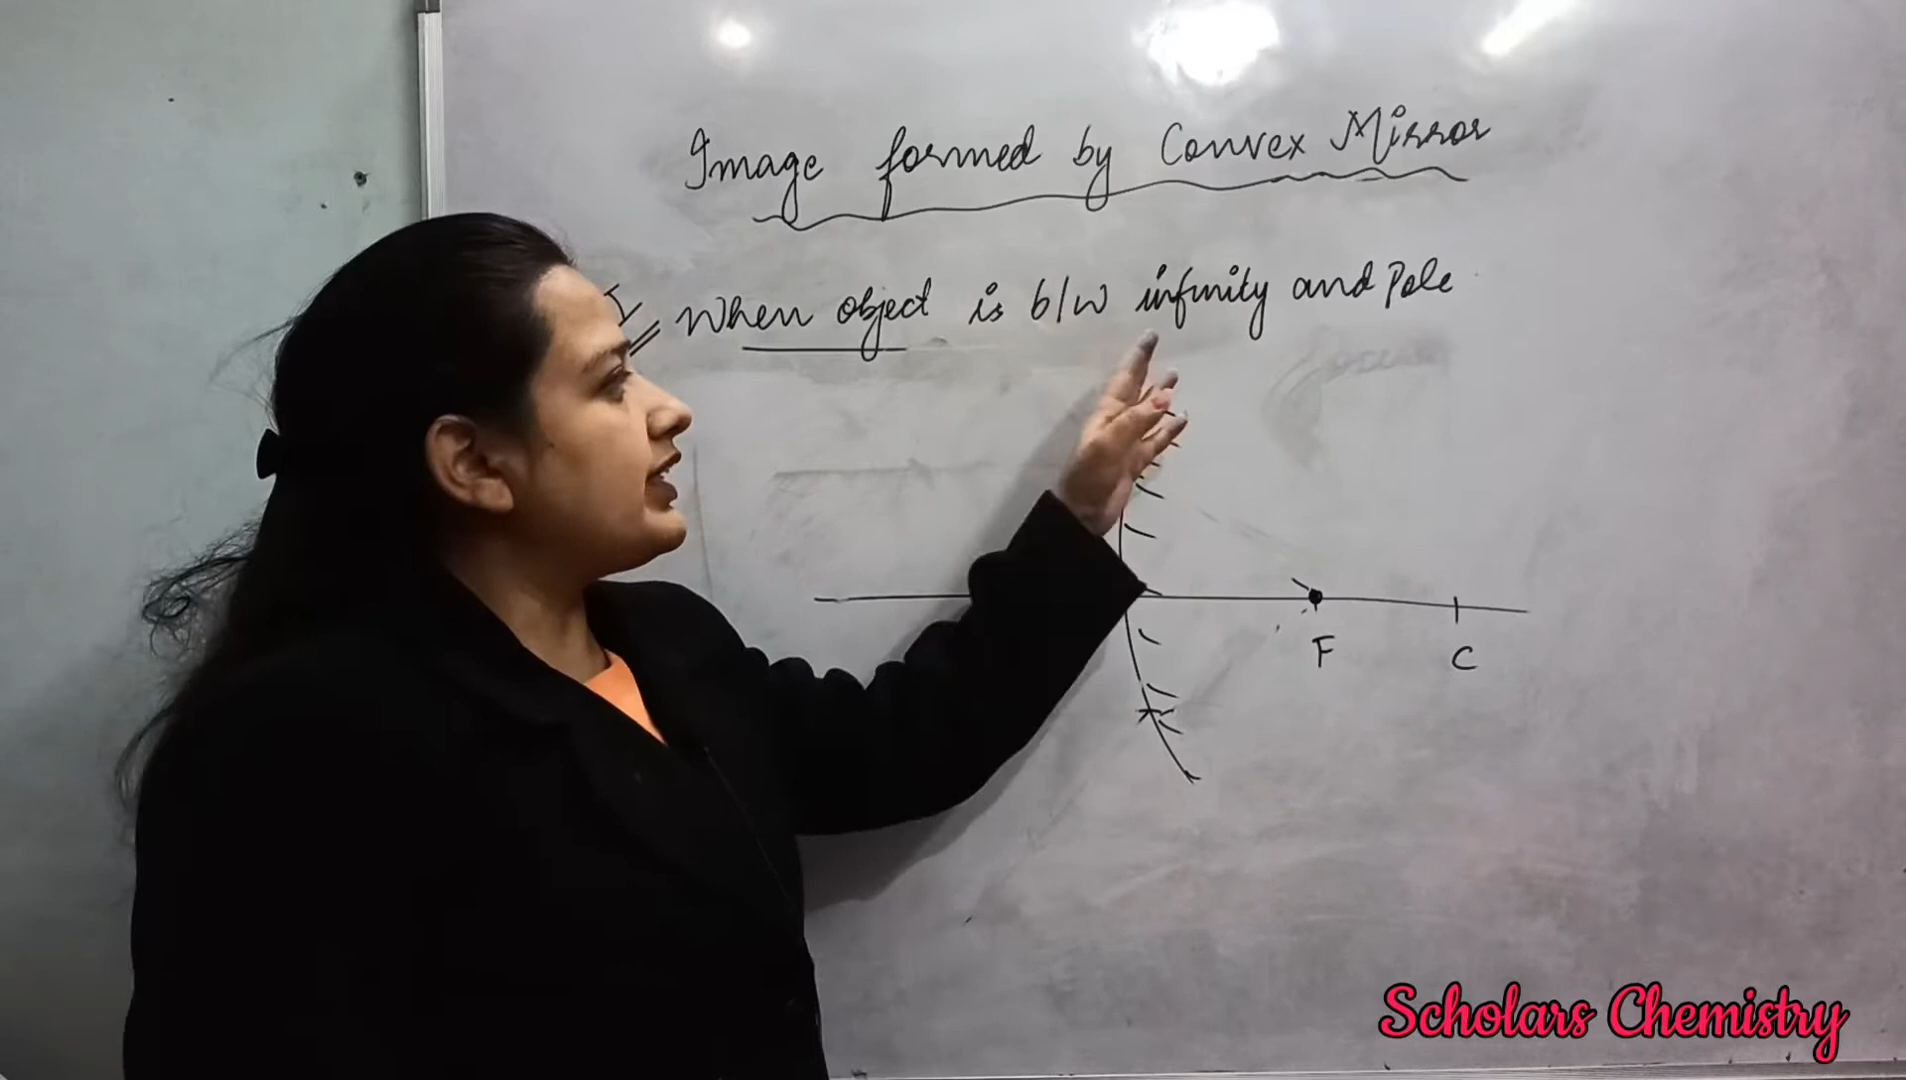 Image formed by Convex Mirror
When object is b/w infinity and Pole
F
C
Scholars Chemistry